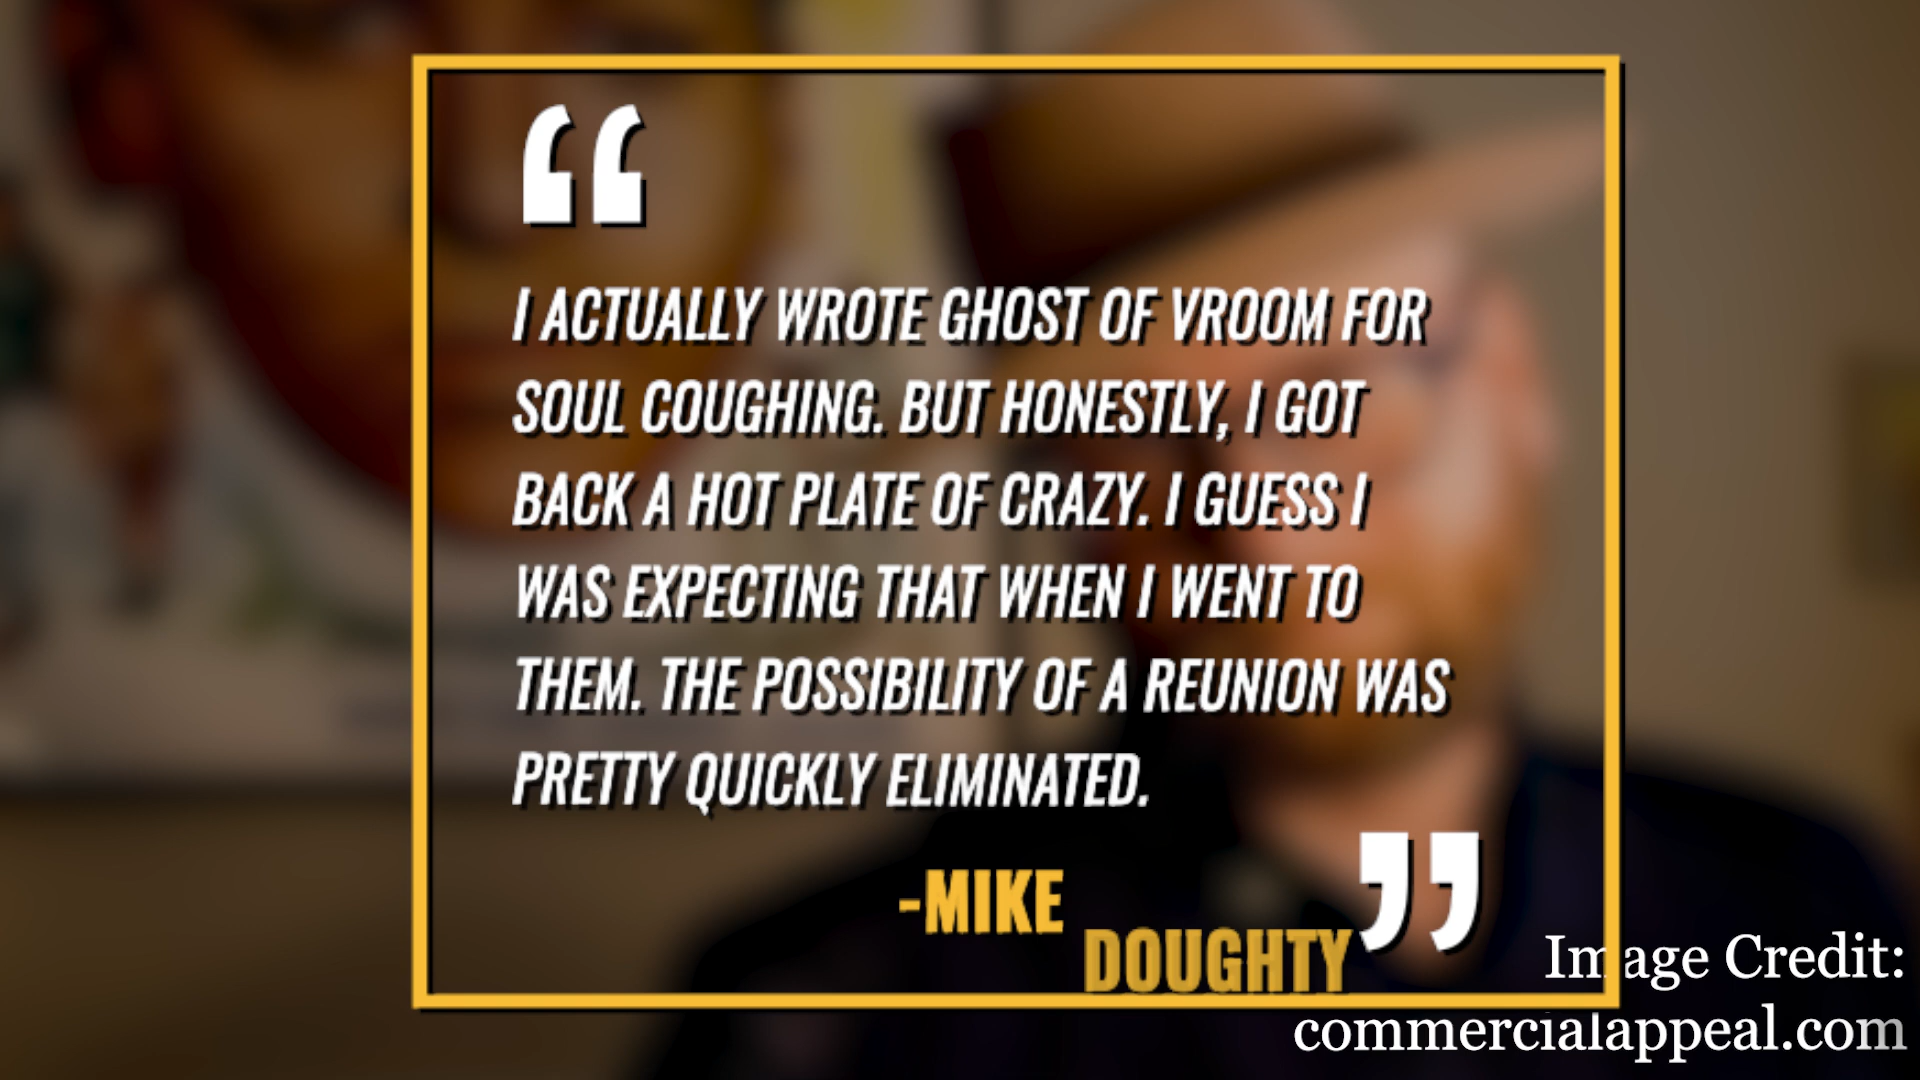 “
I ACTUALLY WROTE GHOST OF VROOM FOR
SOUL COUGHING. BUT HONESTLY, I GOT
BACK A HOT PLATE OF CRAZY. I GUESS I
WAS EXPECTING THAT WHEN I WENT TO
THEM. THE POSSIBILITY OF A REUNION WAS
PRETTY QUICKLY ELIMINATED.
”
-MIKE
DOUGHTY
Image Credit:
commercialappeal.com